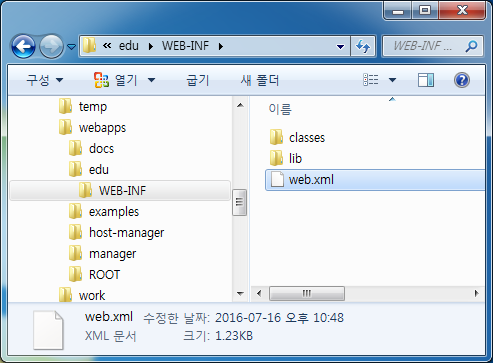 « edu ▸ WEB-INF ▸
WEB-INF ...
구성 ▾ 열기 ▾ 굽기 새 폴더
temp
webapps
docs
edu
WEB-INF
examples
host-manager
manager
ROOT
work
이름
classes
lib
web.xml
web.xml 수정한 날짜: 2016-07-16 오후 10:48
XML 문서 크기: 1.23KB